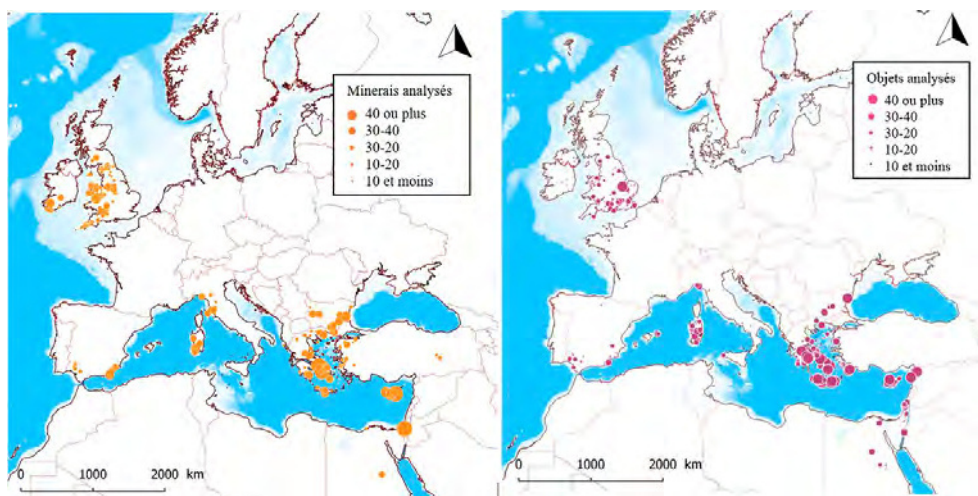 Minerais analysés
40 ou plus
30-40
30-20
10-20
10 et moins
0 1000 2000 km
Objets analysés
40 ou plus
30-40
30-20
10-20
10 et moins
0 1000 2000 km